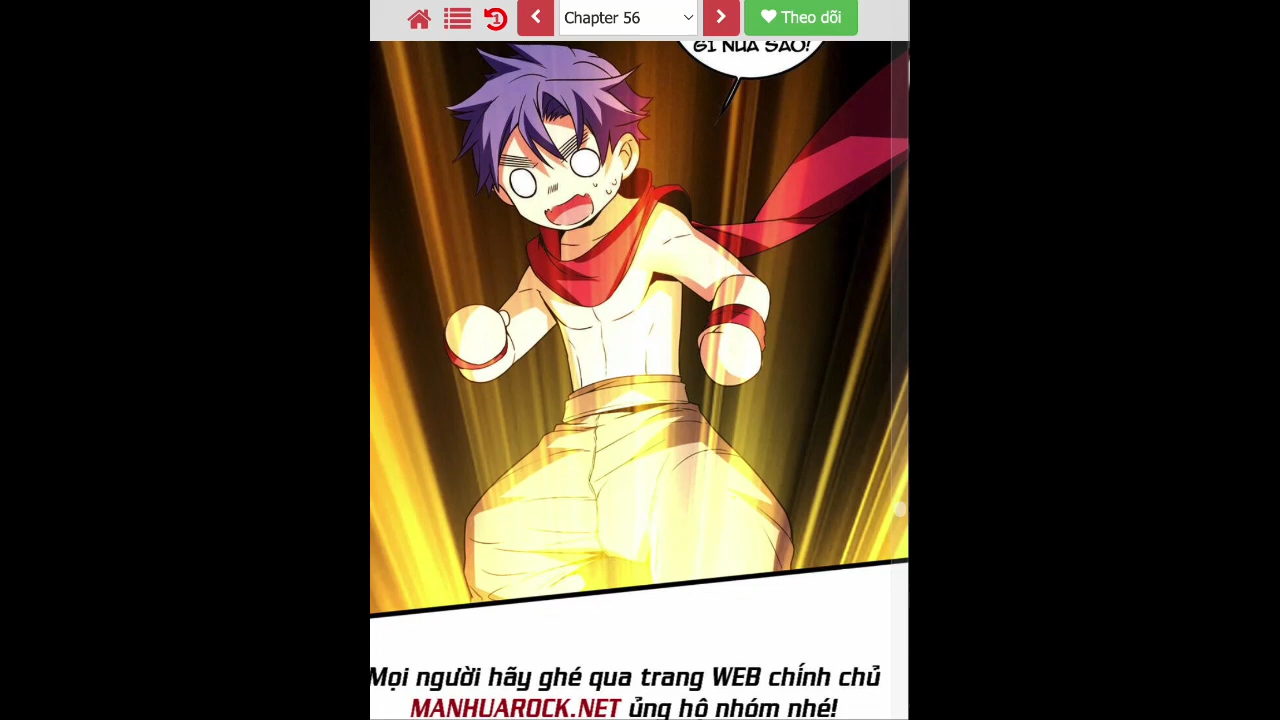 Chapter 56
Theo dõi
GÌ NỮA SAO!
Mọi người hãy ghé qua trang WEB chính chủ
MANHUAROCK.NET ủng hộ nhóm nhé!